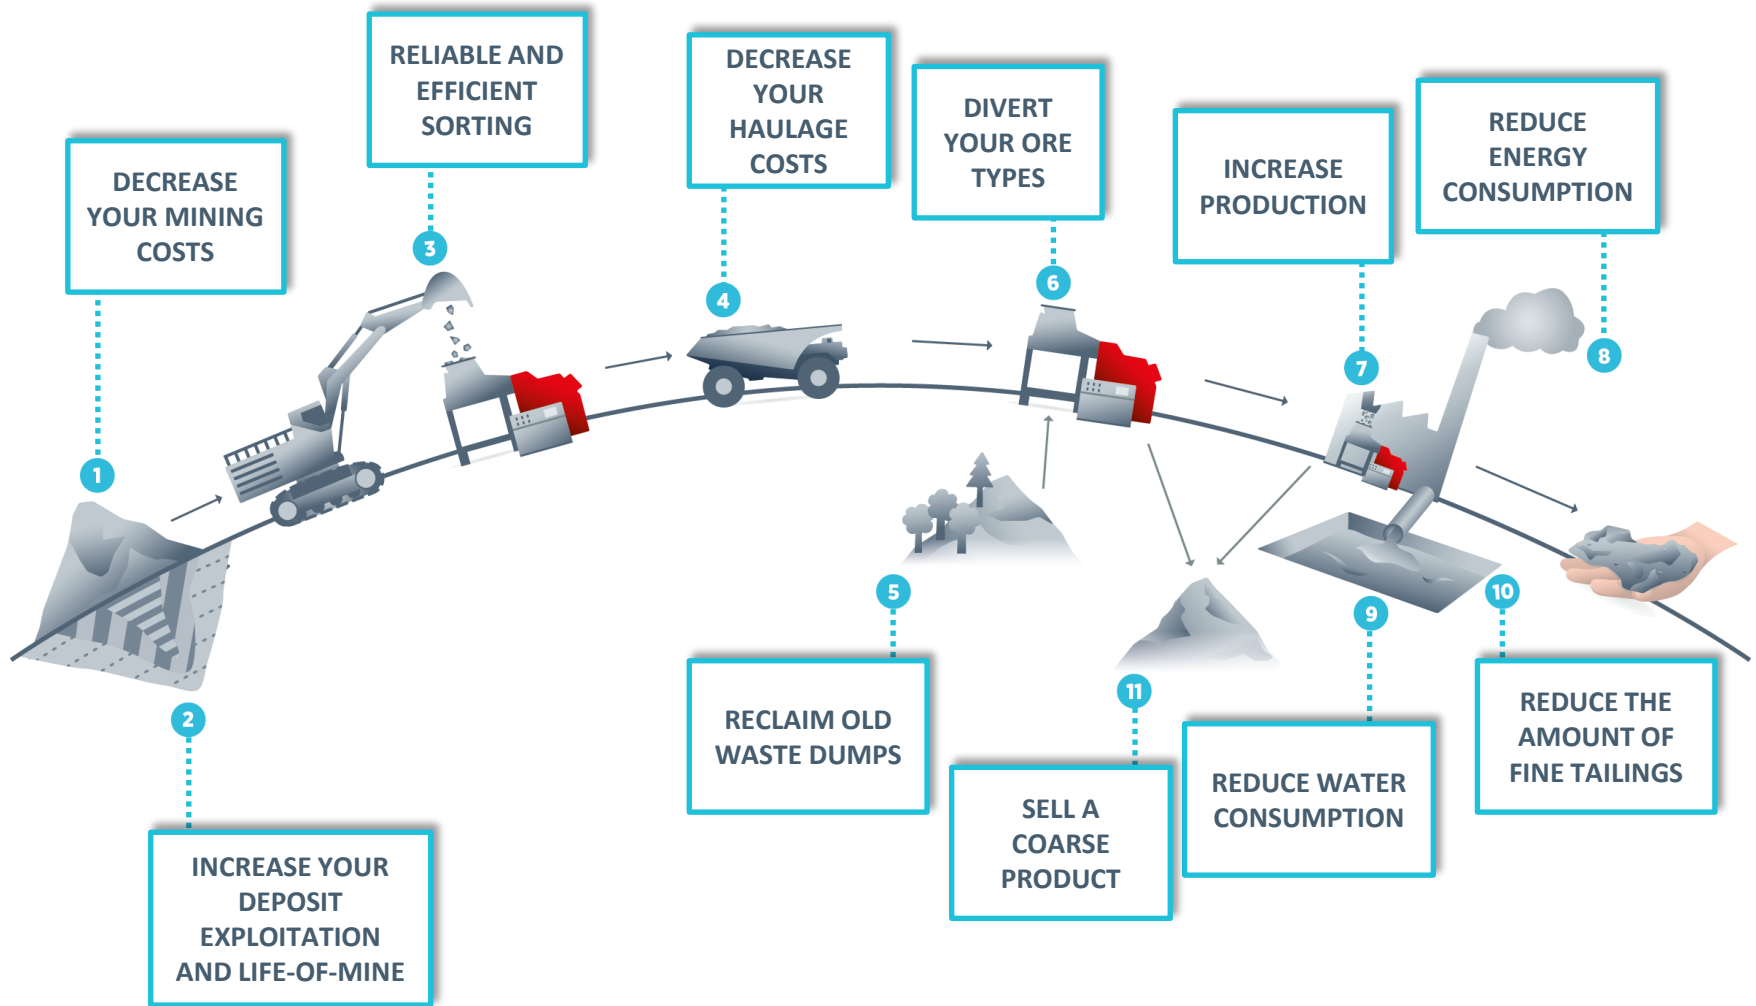 1
DECREASE
YOUR MINING
COSTS
2
INCREASE YOUR
DEPOSIT
EXPLOITATION
AND LIFE-OF-MINE
3
RELIABLE AND
EFFICIENT
SORTING
4
DECREASE
YOUR
HAULAGE
COSTS
5
RECLAIM OLD
WASTE DUMPS
6
DIVERT
YOUR ORE
TYPES
7
INCREASE
PRODUCTION
8
REDUCE
ENERGY
CONSUMPTION
9
REDUCE WATER
CONSUMPTION
10
REDUCE THE
AMOUNT OF
FINE TAILINGS
11
SELL A
COARSE
PRODUCT